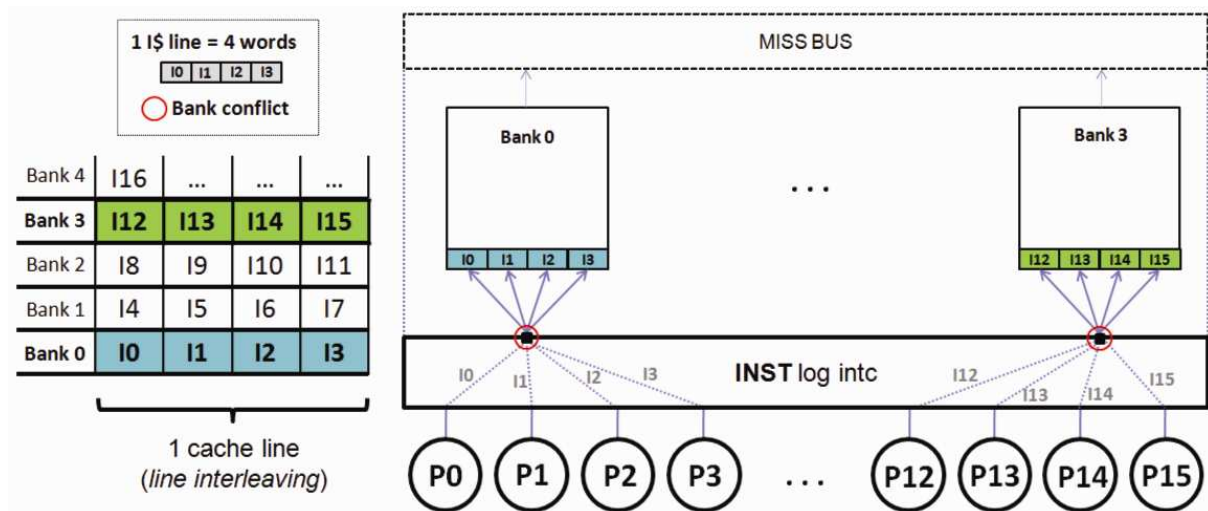 1 I$ line = 4 words
I0 I1 I2 I3
Bank conflict
Bank 4 I16 ... ... ...
Bank 3 I12 I13 I14 I15
Bank 2 I8 I9 I10 I11
Bank 1 I4 I5 I6 I7
Bank 0 I0 I1 I2 I3
1 cache line
(line interleaving)
MISS BUS
Bank 0
I0 I1 I2 I3
...
Bank 3
I12 I13 I14 I15
INST log intc
I0 I1 I2 I3
I12 I13 I14 I15
P0 P1 P2 P3 ... P12 P13 P14 P15